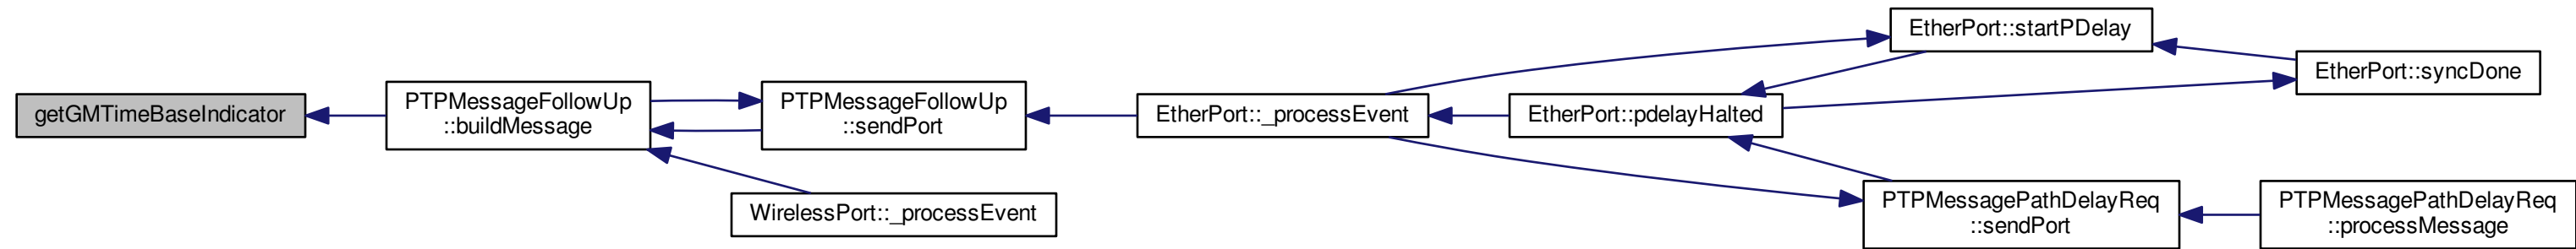 getGMTimeBaseIndicator
PTPMessageFollowUp
::buildMessage
PTPMessageFollowUp
::sendPort
WirelessPort::_processEvent
EtherPort::_processEvent
EtherPort::pdelayHalted
EtherPort::startPDelay
EtherPort::syncDone
PTPMessagePathDelayReq
::sendPort
PTPMessagePathDelayReq
::processMessage